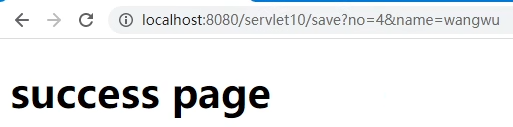 localhost:8080/servlet10/save?no=4&name=wangwu
success page